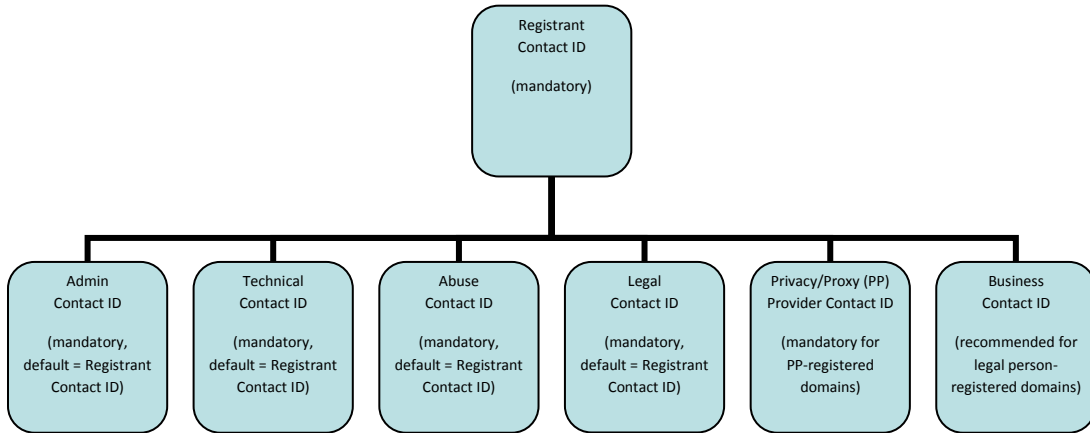 Registrant
Contact ID
(mandatory)
Admin
Contact ID
(mandatory,
default = Registrant
Contact ID)
Technical
Contact ID
(mandatory,
default = Registrant
Contact ID)
Abuse
Contact ID
(mandatory,
default = Registrant
Contact ID)
Legal
Contact ID
(mandatory,
default = Registrant
Contact ID)
Privacy/Proxy (PP)
Provider Contact ID
(mandatory for
PP-registered
domains)
Business
Contact ID
(recommended for
legal person-
registered domains)